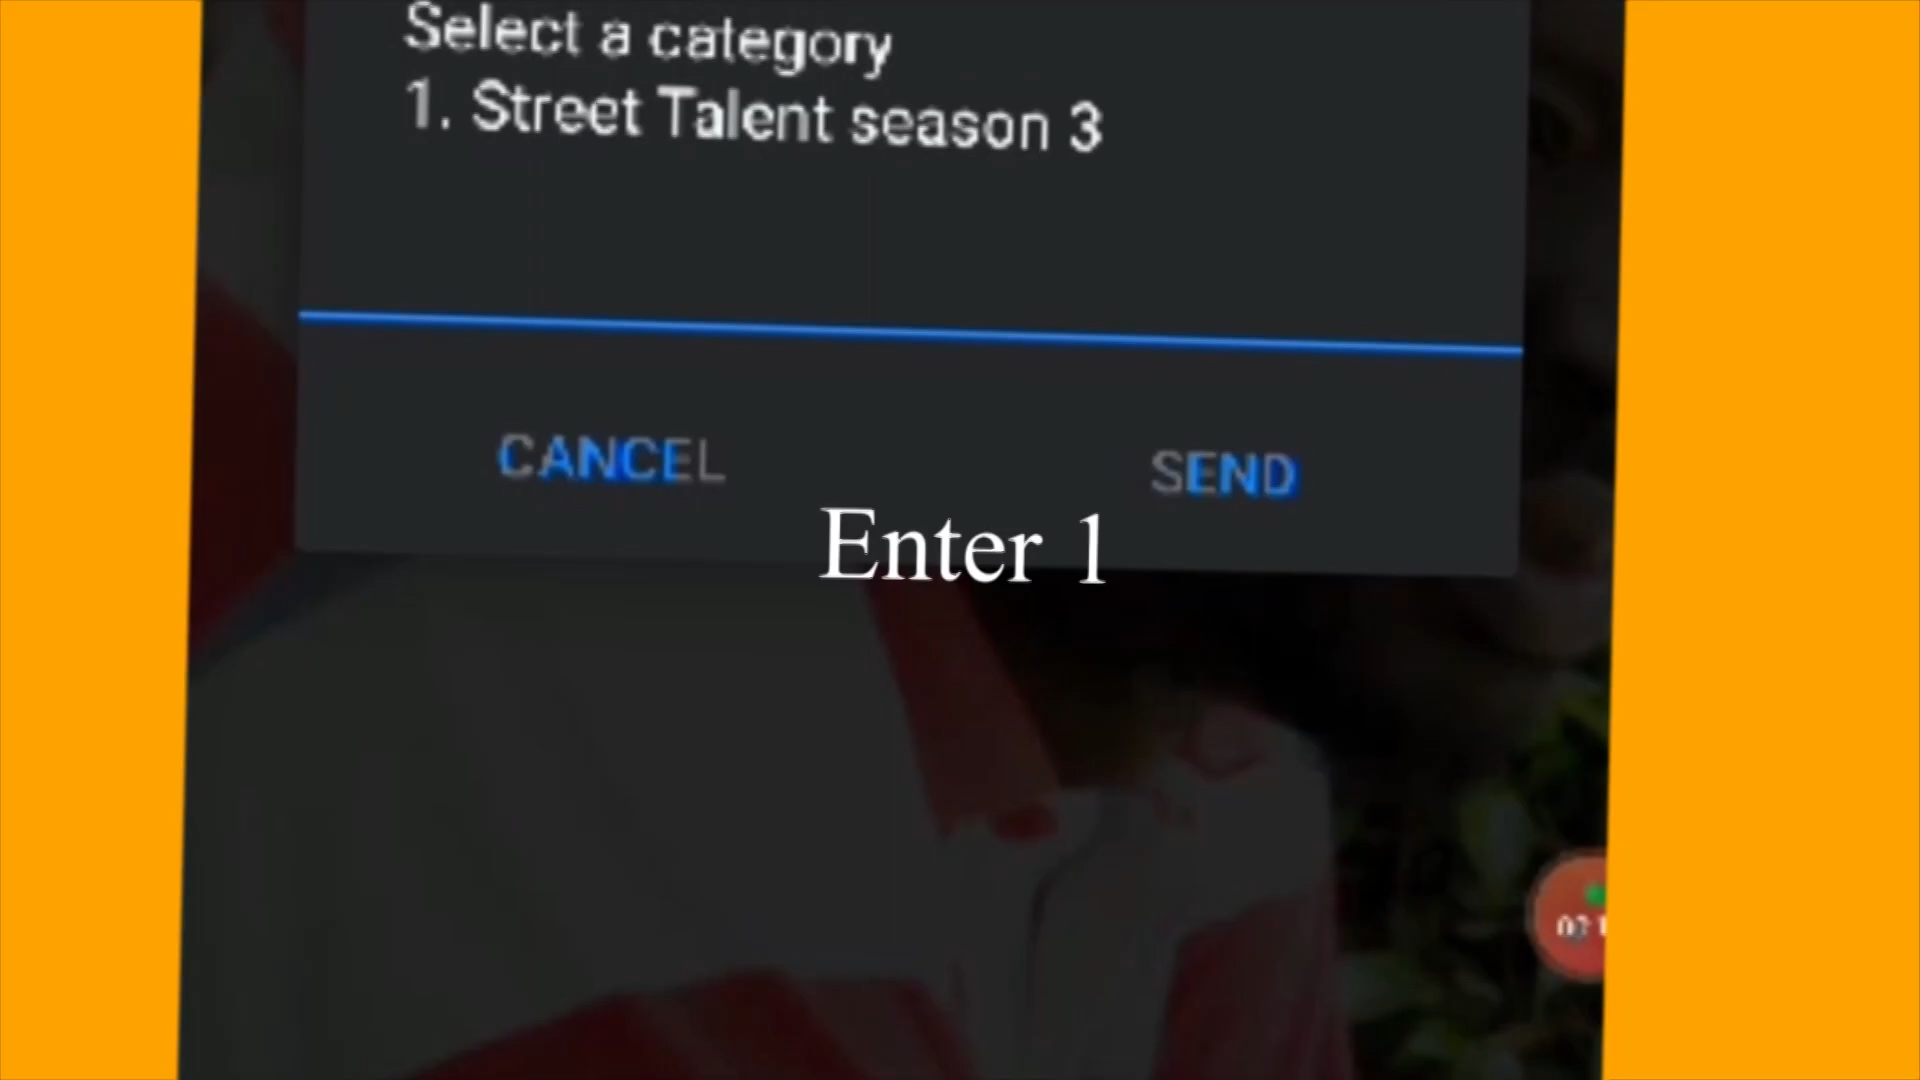 Select a category
1. Street Talent season 3
CANCEL
SEND
Enter 1